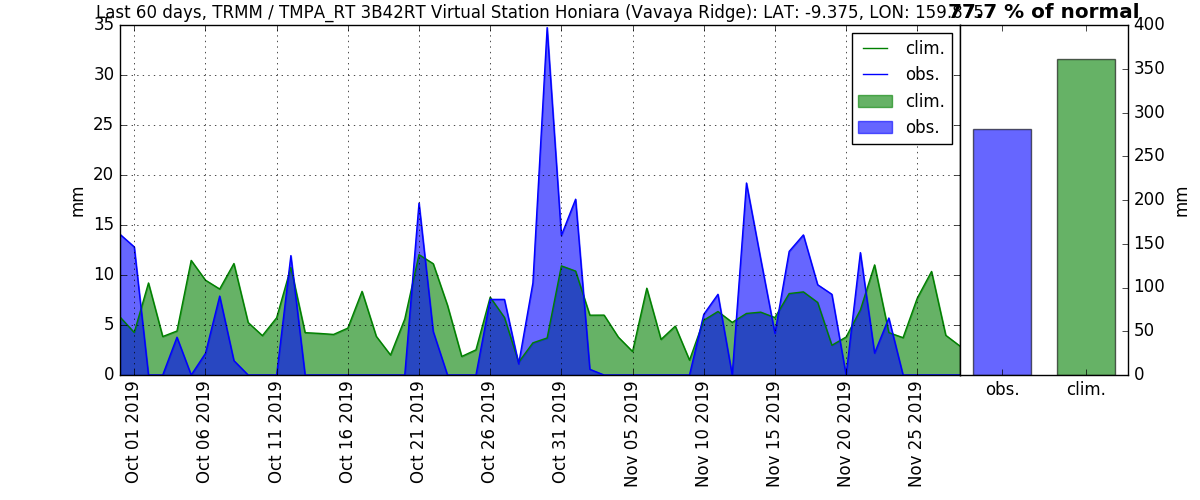 Last 60 days, TRMM / TMPA_RT 3B42RT Virtual Station Honiara (Vavaya Ridge): LAT: -9.375, LON:
77.7 % of normal
clim.
obs.
clim.
obs.
mm
35
30
25
20
15
10
5
0
Oct 01 2019
Oct 06 2019
Oct 11 2019
Oct 16 2019
Oct 21 2019
Oct 26 2019
Oct 31 2019
Nov 05 2019
Nov 10 2019
Nov 15 2019
Nov 20 2019
Nov 25 2019
400
350
300
250
200
150
100
50
0
mm
obs.
clim.